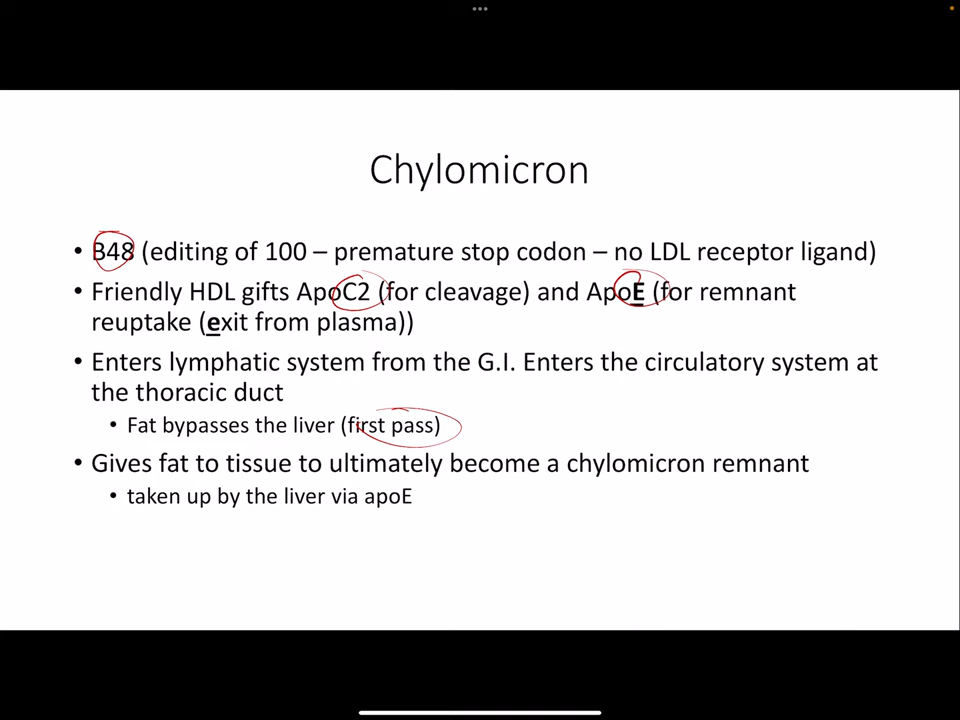 Chylomicron
• B48 (editing of 100 – premature stop codon – no LDL receptor ligand)
• Friendly HDL gifts ApoC2 (for cleavage) and ApoE (for remnant
reuptake (exit from plasma))
• Enters lymphatic system from the G.I. Enters the circulatory system at
the thoracic duct
• Fat bypasses the liver (first pass)
• Gives fat to tissue to ultimately become a chylomicron remnant
• taken up by the liver via apoE